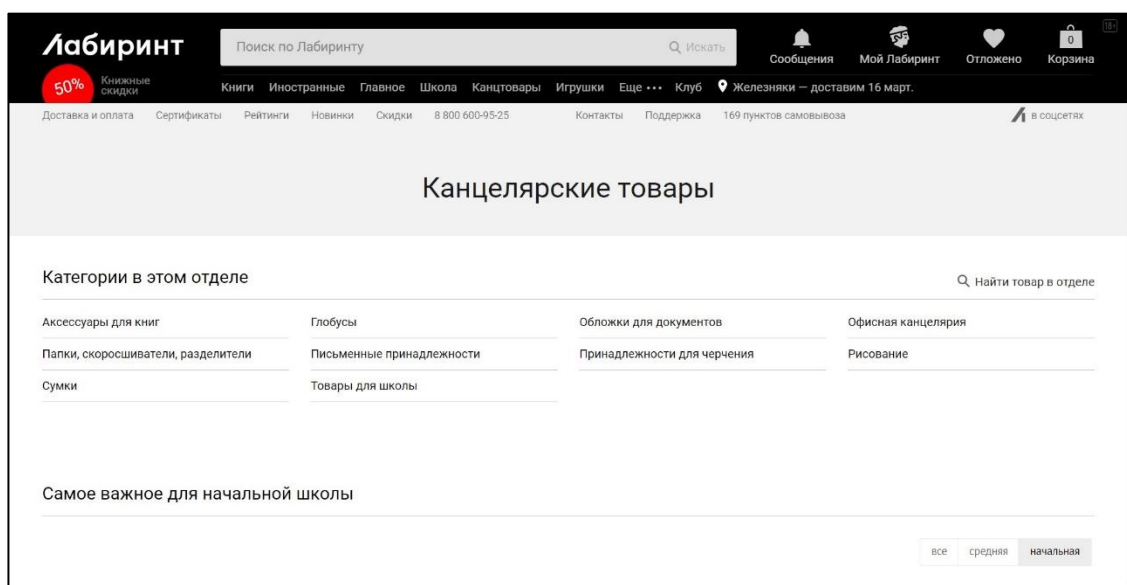 Лабиринт
Поиск по Лабиринту
Искать
Сообщения
Мой Лабиринт
Отложено
0
Корзина
18+
50%
Книжные
скидки
Книги Иностранные Главное Школа Канцтовары Игрушки Еще ••• Клуб Железняки — доставим 16 март.
Доставка и оплата Сертификаты Рейтинги Новинки Скидки 8 800 600-95-25 Контакты Поддержка 169 пунктов самовывоза в соцсетях
Канцелярские товары
Категории в этом отделе
Найти товар в отделе
Аксессуары для книг Глобусы Обложки для документов Офисная канцелярия
Папки, скоросшиватели, разделители Письменные принадлежности Принадлежности для черчения Рисование
Сумки Товары для школы
Самое важное для начальной школы
все средняя начальная